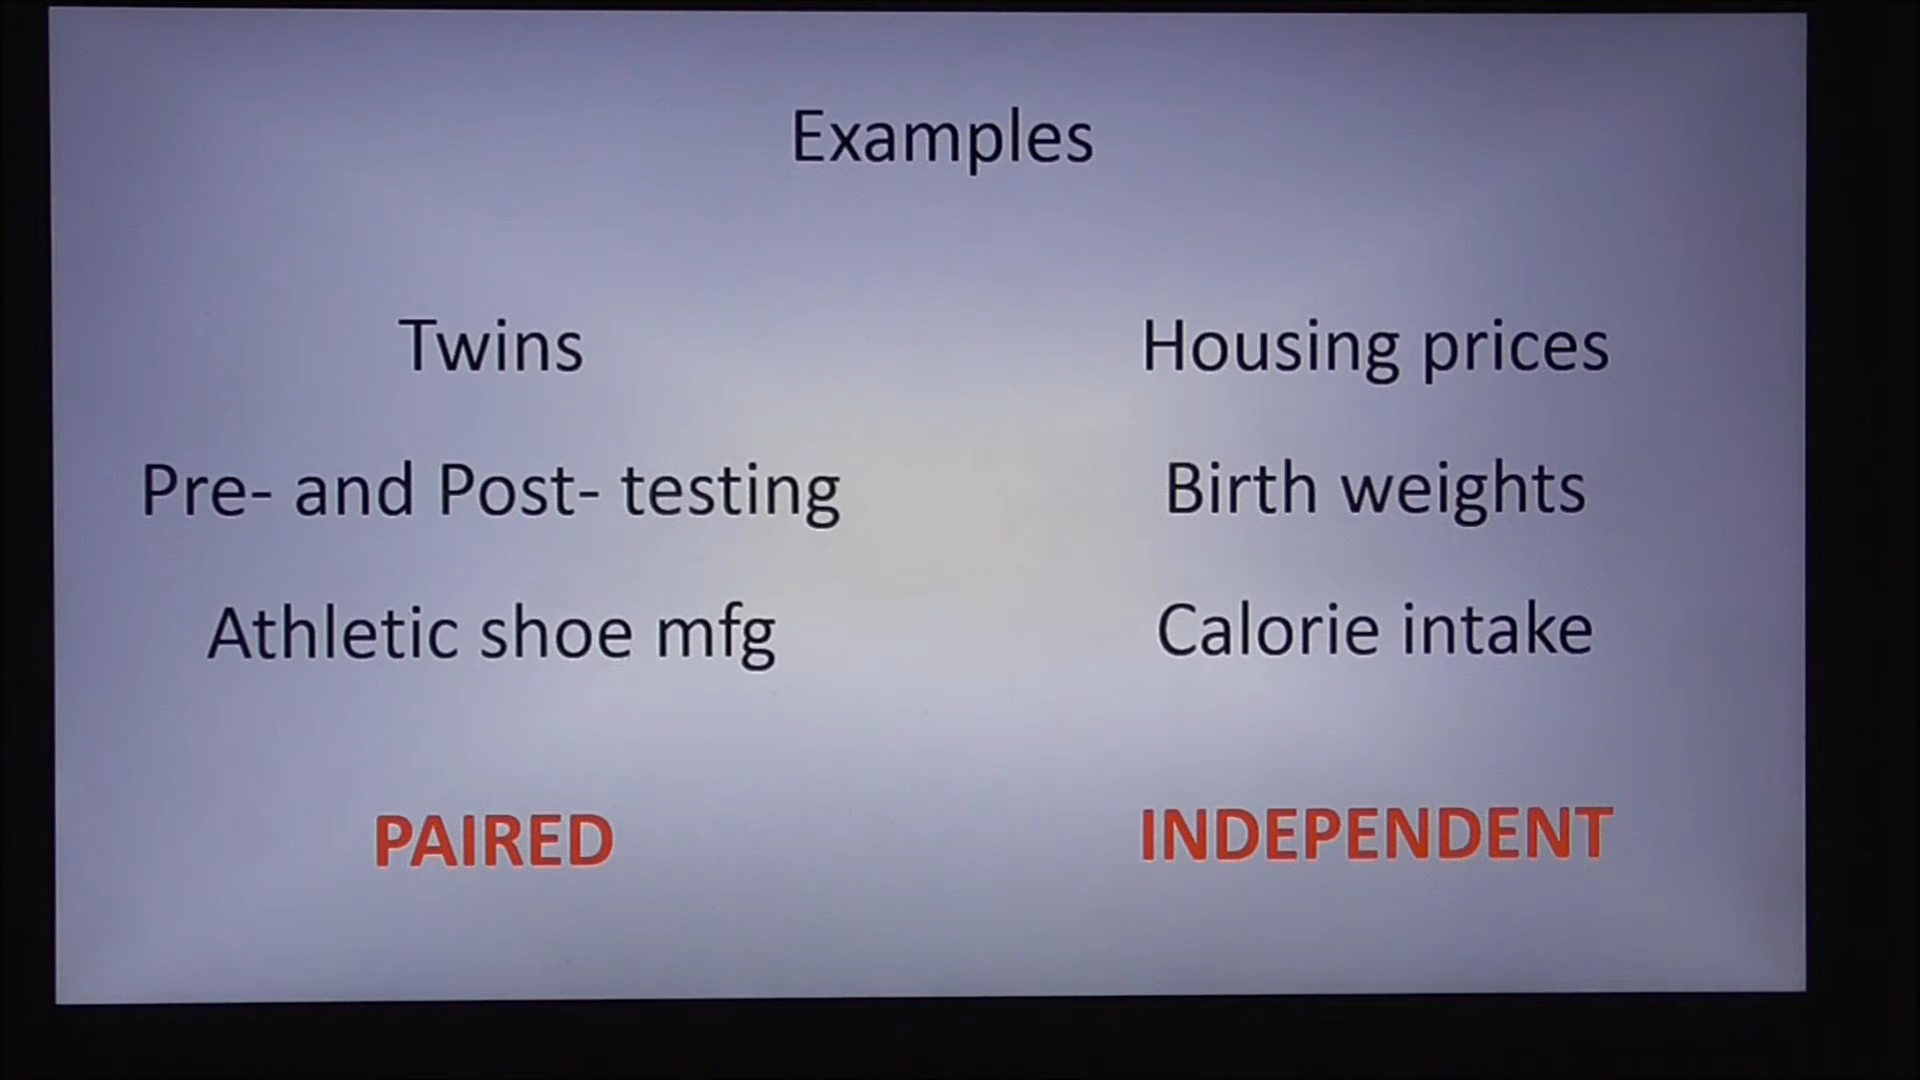 Examples
Twins
Pre- and Post- testing
Athletic shoe mfg
PAIRED
Housing prices
Birth weights
Calorie intake
INDEPENDENT